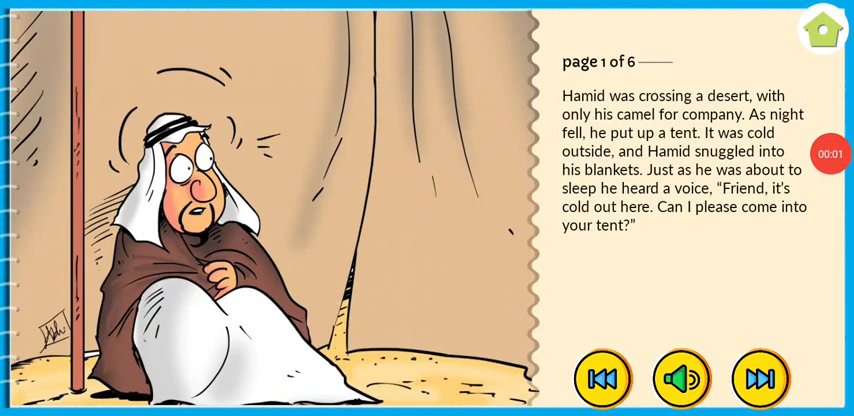 page 1 of 6
Hamid was crossing a desert, with
only his camel for company. As night
fell, he put up a tent. It was cold
outside, and Hamid snuggled into
his blankets. Just as he was about to
sleep he heard a voice, “Friend, it's
cold out here. Can I please come into
your tent?”
00:01